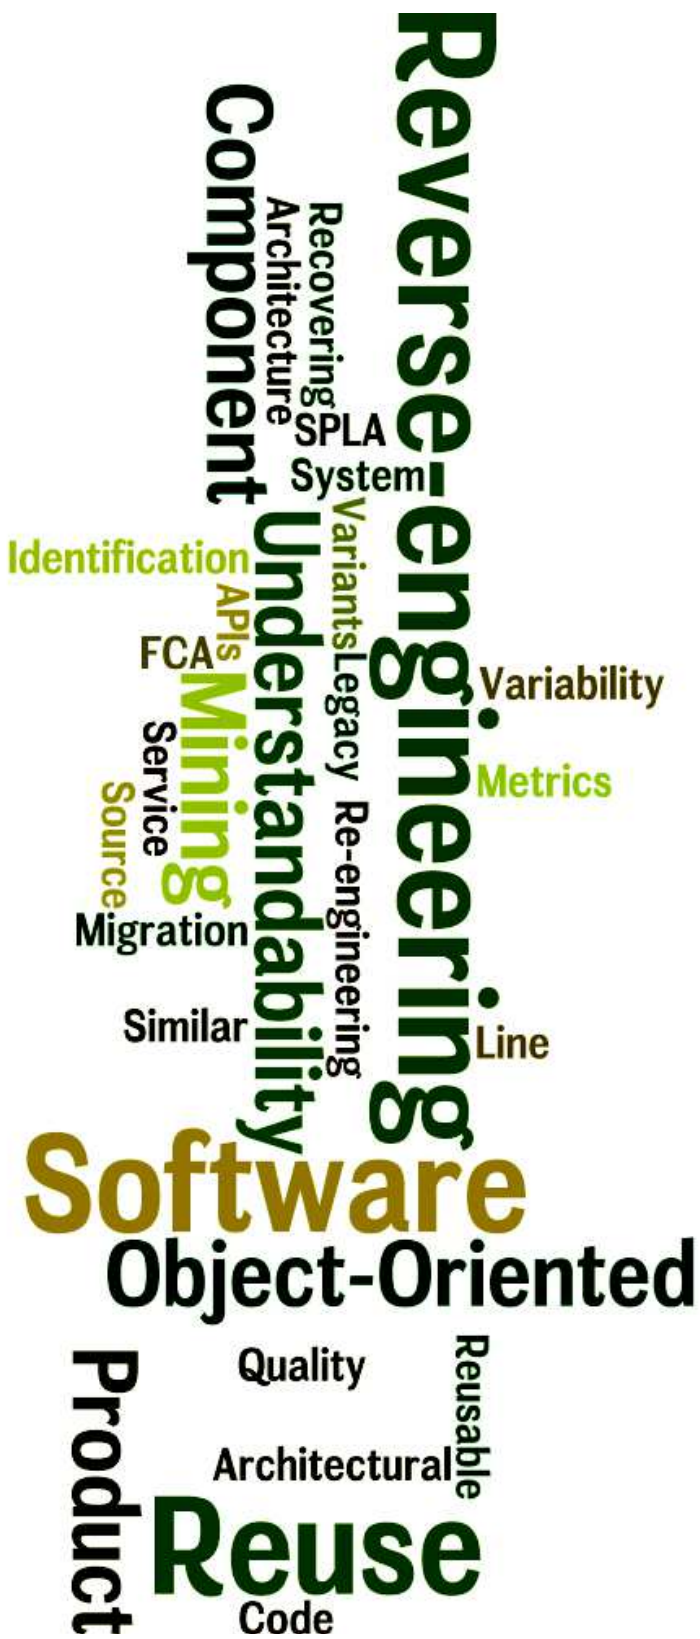 Reverse-engineering
Component
Recovering
Architecture
SPLA
System
Variants
Understandability
Identification
APIs
FCA
Legacy
Variability
Mining
Service
Metrics
Source
Re-engineering
Migration
Similar
Line
Software
Object-Oriented
Quality
Reusable
Product
Architectural
Reuse
Code